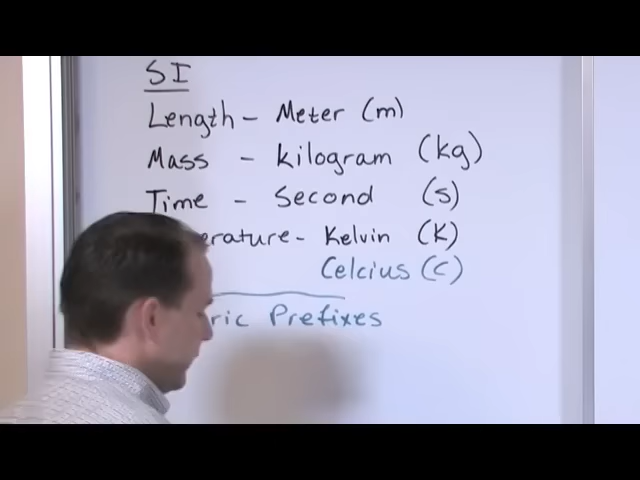 SI
Length - Meter (m)
Mass - kilogram (kg)
Time - Second (s)
erature - Kelvin (K)
Celcius (C)
ric Prefixes